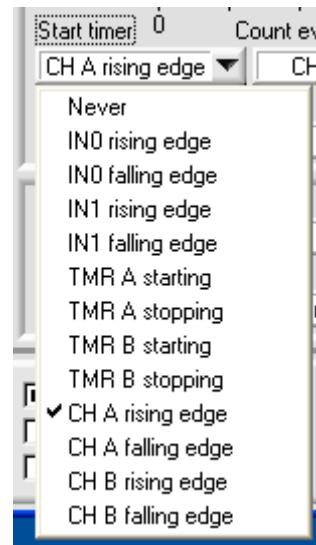 Start timer 0 Count ev
CH A rising edge CH
Never
IN0 rising edge
IN0 falling edge
IN1 rising edge
IN1 falling edge
TMR A starting
TMR A stopping
TMR B starting
TMR B stopping
CH A rising edge
CH A falling edge
CH B rising edge
CH B falling edge